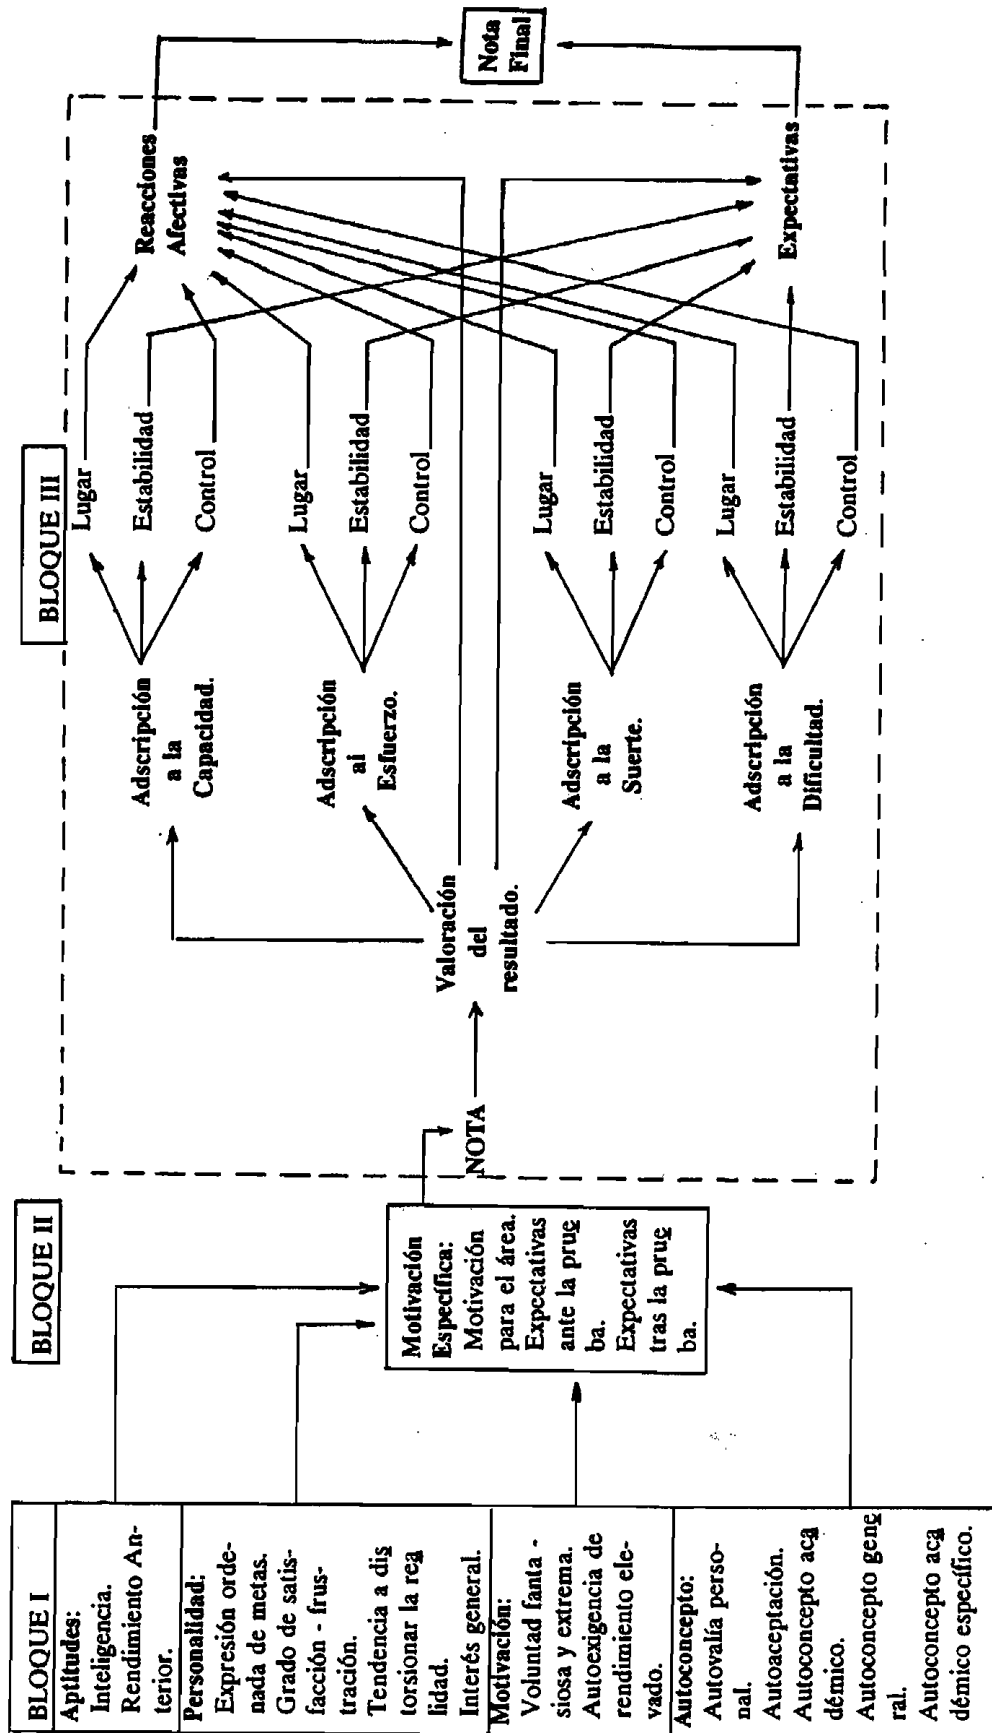 BLOQUE I
Aptitudes:
Inteligencia.
Rendimiento An-
terior.
Personalidad:
Expresión orde-
nada de metas.
Grado de satis-
facción - frus-
tración.
Tendencia a dis
torsionar la rea
lidad.
Interés general.
Motivación:
Voluntad fanta -
siosa y extrema.
Autoexigencia de
rendimiento ele-
vado.
Autoconcepto:
Autovalía perso-
nal.
Autoaceptación.
Autoconcepto aca
démico.
Autoconcepto gene
ral.
Autoconcepto aca
démico específico.
BLOQUE II
Motivación
Específica:
Motivación
para el área.
Expectativas
ante la prue
ba.
Expectativas
tras la prue
ba.
BLOQUE III
NOTA
Valoración
del
resultado.
Adscripción
a la
Capacidad.
Adscripción
al
Esfuerzo.
Adscripción
a la
Suerte.
Adscripción
a la
Dificultad.
Lugar
Estabilidad
Control
Lugar
Estabilidad
Control
Lugar
Estabilidad
Control
Lugar
Estabilidad
Control
Reacciones
Afectivas
Expectativas
Nota
Final